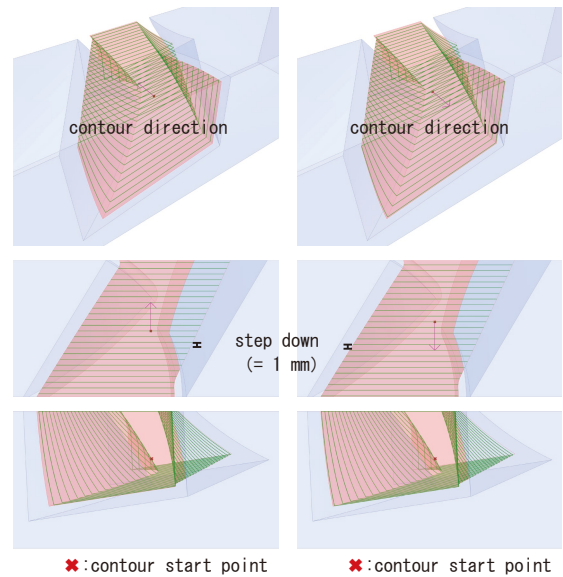 contour direction
contour direction
step down
(= 1 mm)
✖:contour start point
✖:contour start point